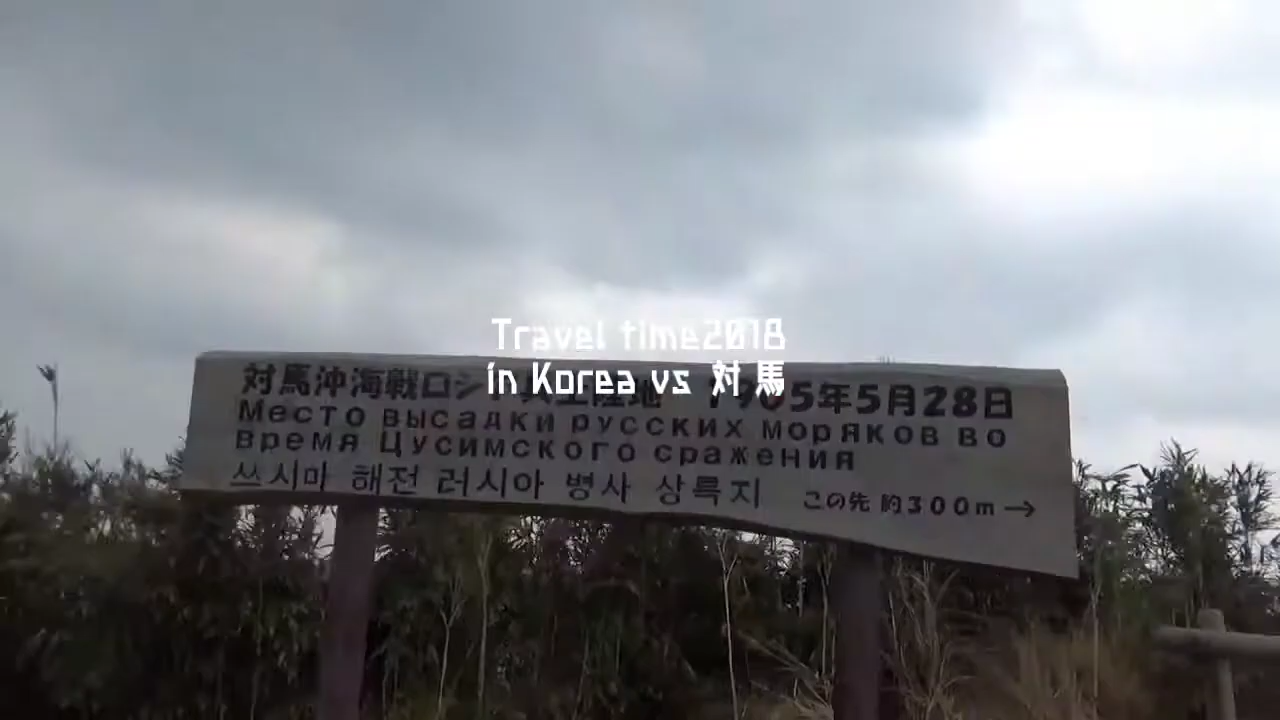 Travel time2018
in Korea vs 対馬
対馬沖海戦ロシア兵上陸地 1905年5月28日
Место высадки русских моряков во
время Цусимского сражения
쓰시마 해전 러시아 병사 상륙지 この先 約300m→